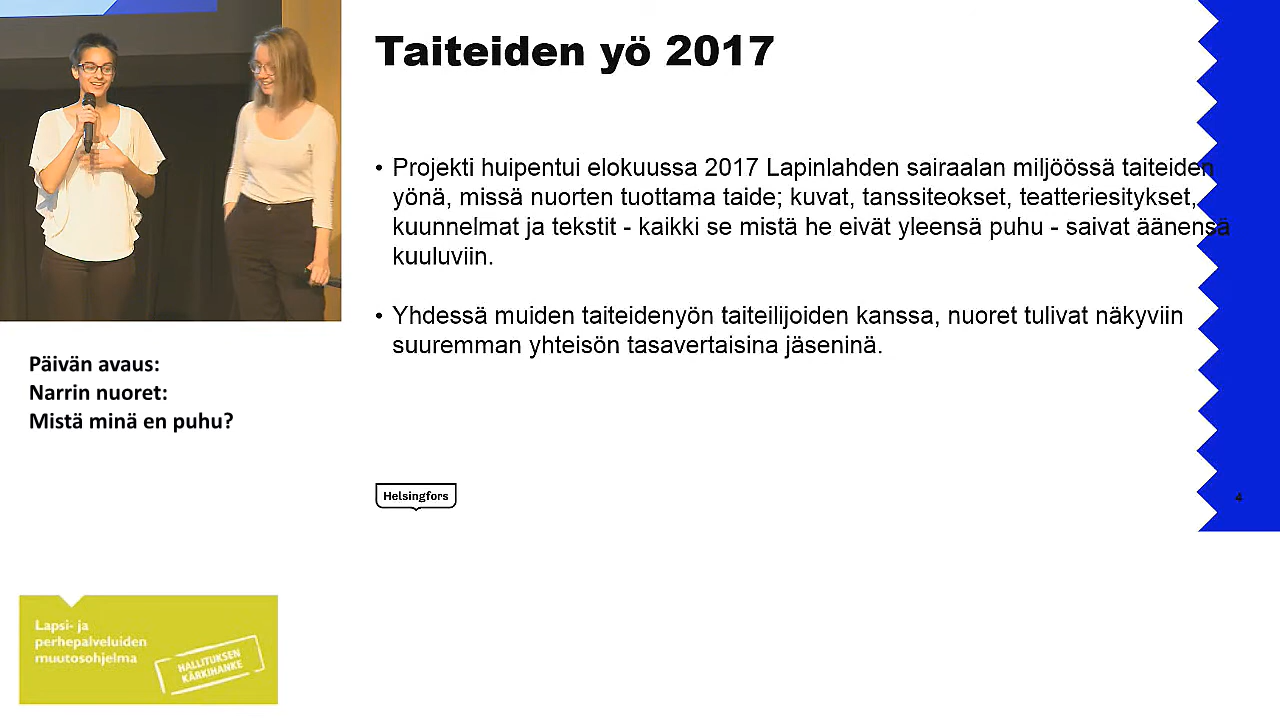 Taiteiden yö 2017
• Projekti huipentui elokuussa 2017 Lapinlahden sairaalan miljöössä taiteiden
yönä, missä nuorten tuottama taide; kuvat, tanssiteokset, teatteriesitykset,
kuunnelmat ja tekstit - kaikki se mistä he eivät yleensä puhu - saivat äänensä
kuuluviin.
• Yhdessä muiden taiteidenyön taiteilijoiden kanssa, nuoret tulivat näkyviin
suuremman yhteisön tasavertaisina jäseninä.
Helsingfors
4
Päivän avaus:
Narrin nuoret:
Mistä minä en puhu?
Lapsi- ja
perhepalveluiden
muutosohjelma
HALLITUKSEN
KÄRKIHANKE